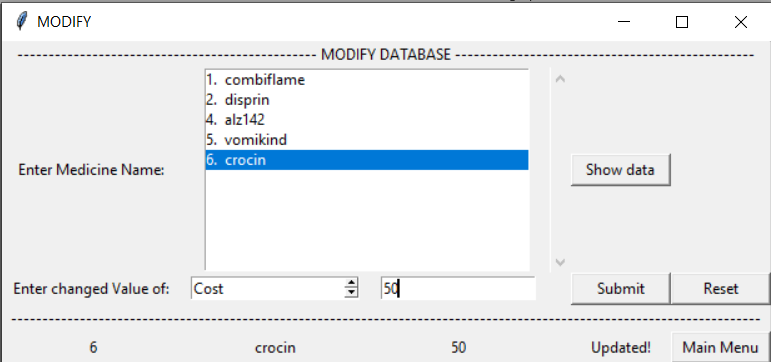 MODIFY
---------------------------------------------------- MODIFY DATABASE ----------------------------------------------------
1. combiflame
2. disprin
4. alz142
5. vomikind
6. crocin
Enter Medicine Name:
Show data
Enter changed Value of: Cost 50 Submit Reset
------------------------------------------------------------------------------------------------------------------------------
6 crocin 50 Updated! Main Menu